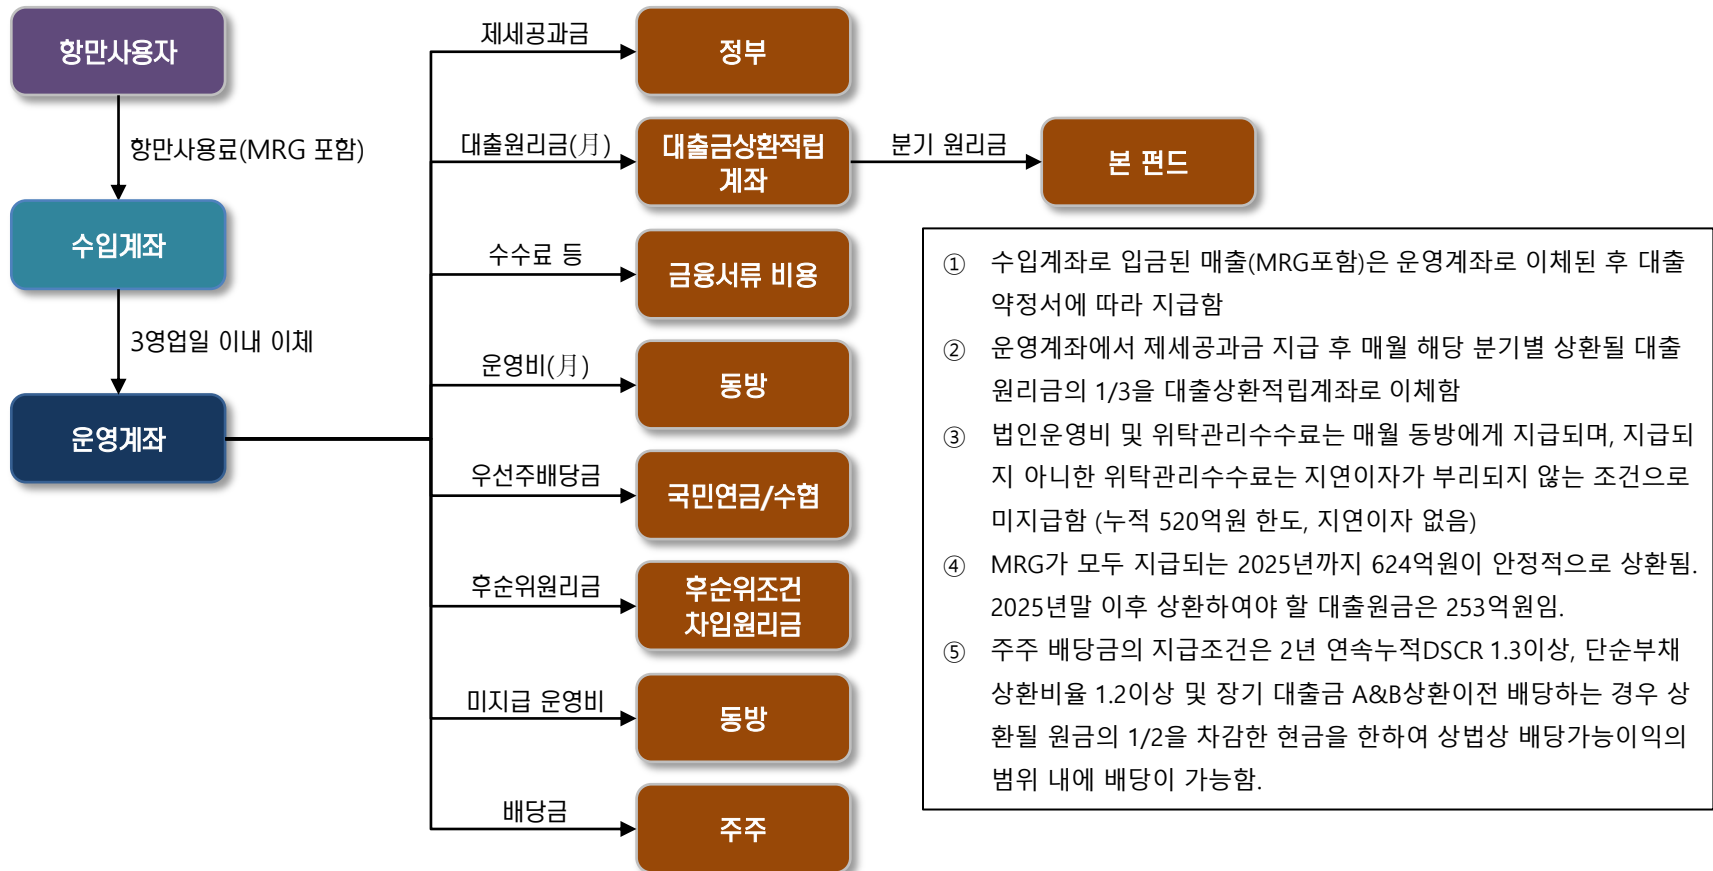 항만사용자
항만사용료(MRG 포함)
수입계좌
3영업일 이내 이체
운영계좌
제세공과금
정부
대출원리금(月)
대출금상환적립
계좌
분기 원리금
본 펀드
수수료 등
금융서류 비용
운영비(月)
동방
우선주배당금
국민연금/수협
후순위원리금
후순위조건
차입원리금
미지급 운영비
동방
배당금
주주
① 수입계좌로 입금된 매출(MRG포함)은 운영계좌로 이체된 후 대출
약정서에 따라 지급함
② 운영계좌에서 제세공과금 지급 후 매월 해당 분기별 상환될 대출
원리금의 1/3을 대출상환적립계좌로 이체함
③ 법인운영비 및 위탁관리수수료는 매월 동방에게 지급되며, 지급되
지 아니한 위탁관리수수료는 지연이자가 부리되지 않는 조건으로
미지급함 (누적 520억원 한도, 지연이자 없음)
④ MRG가 모두 지급되는 2025년까지 624억원이 안정적으로 상환됨.
2025년말 이후 상환하여야 할 대출원금은 253억원임.
⑤ 주주 배당금의 지급조건은 2년 연속누적DSCR 1.3이상, 단순부채
상환비율 1.2이상 및 장기 대출금 A&B상환이전 배당하는 경우 상
환될 원금의 1/2을 차감한 현금을 한하여 상법상 배당가능이익의
범위 내에 배당이 가능함.